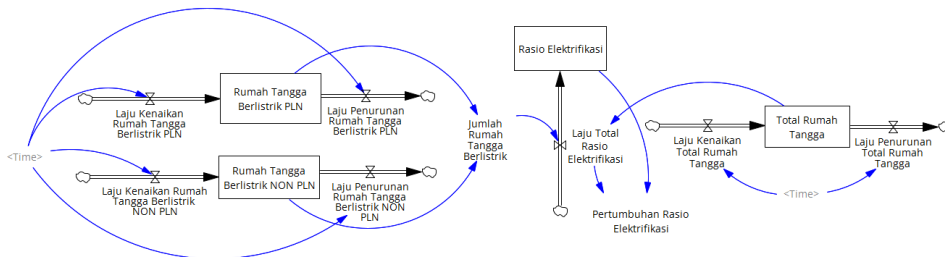 Rasio Elektrifikasi
Rumah Tangga
Berlistrik PLN
Laju Kenaikan
Rumah Tangga
Berlistrik PLN
Laju Penurunan
Rumah Tangga
Berlistrik PLN
Jumlah
Rumah
Tangga
Berlistrik
Laju Total
Rasio
Elektrifikasi
Laju Kenaikan
Total Rumah
Tangga
Total Rumah
Tangga
Laju Penurunan
Total Rumah
Tangga
<Time>
Rumah Tangga
Berlistrik NON PLN
Laju Kenaikan Rumah
Tangga Berlistrik
NON PLN
Laju Penurunan
Rumah Tangga
Berlistrik NON
PLN
Pertumbuhan Rasio
Elektrifikasi
<Time>